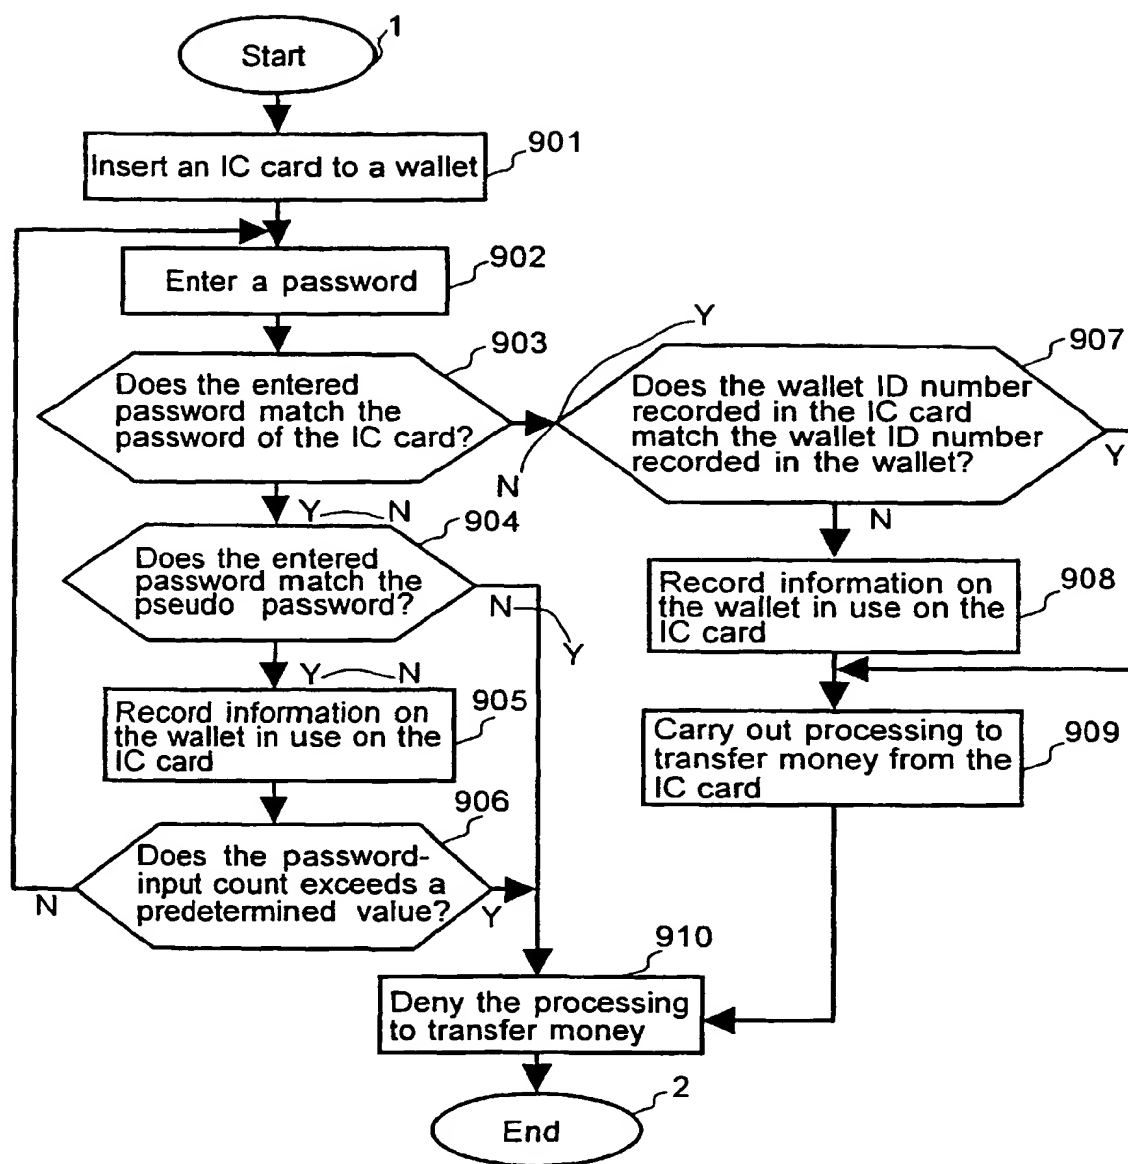 Start
1
Insert an IC card to a wallet
901
Enter a password
902
Does the entered
password match the
password of the IC card?
903
Y
N
Does the wallet ID number
recorded in the IC card
match the wallet ID number
recorded in the wallet?
907
Y
N
Y N
Does the entered
password match the
pseudo password?
904
N
Y
Y N
Record information on
the wallet in use on the
IC card
908
Record information on
the wallet in use on the
IC card
905
Carry out processing to
transfer money from the
IC card
909
Does the password-
input count exceeds a
predetermined value?
906
N
Y
Deny the processing
to transfer money
910
End
2